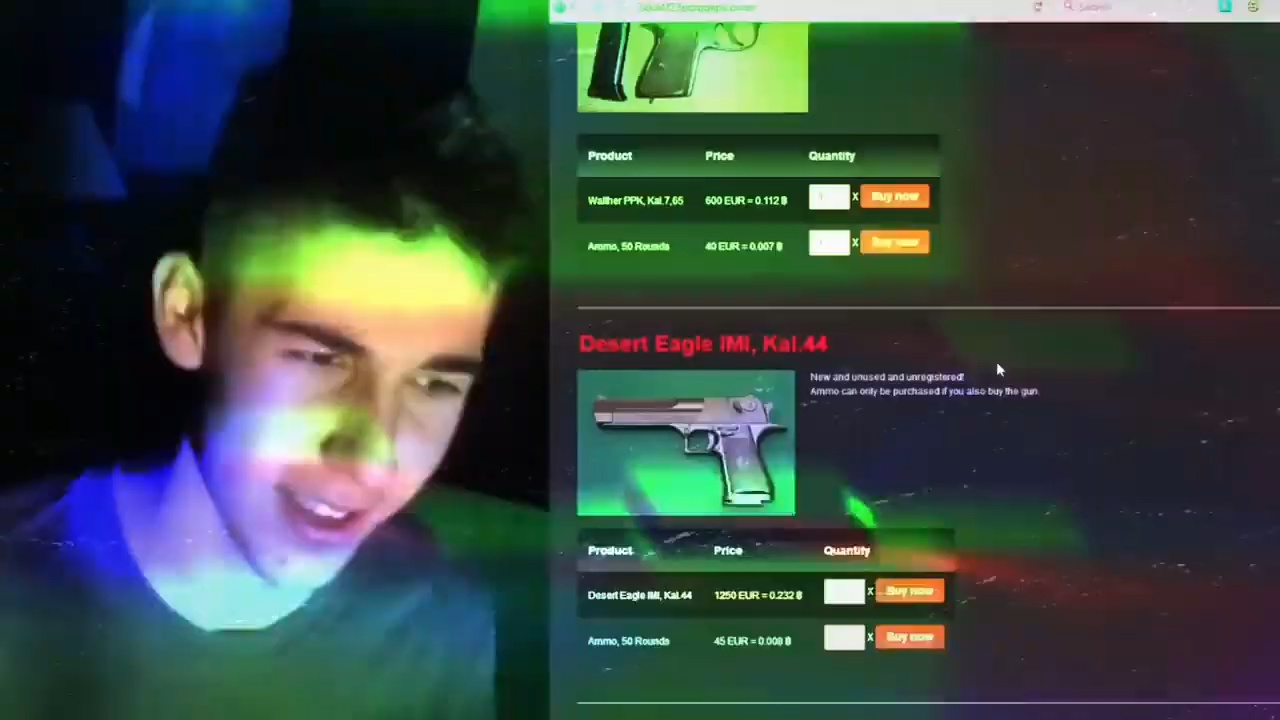 Search
Product Price Quantity
Walther PPK, Kal.7,65 600 EUR = 0.112 ฿ X Buy now
Ammo, 50 Rounds 40 EUR = 0.007 ฿ X Buy now
Desert Eagle IMI, Kal.44
New and unused and unregistered!
Ammo can only be purchased if you also buy the gun.
Product Price Quantity
Desert Eagle IMI, Kal.44 1250 EUR = 0.232 ฿ X Buy now
Ammo, 50 Rounds 45 EUR = 0.008 ฿ X Buy now